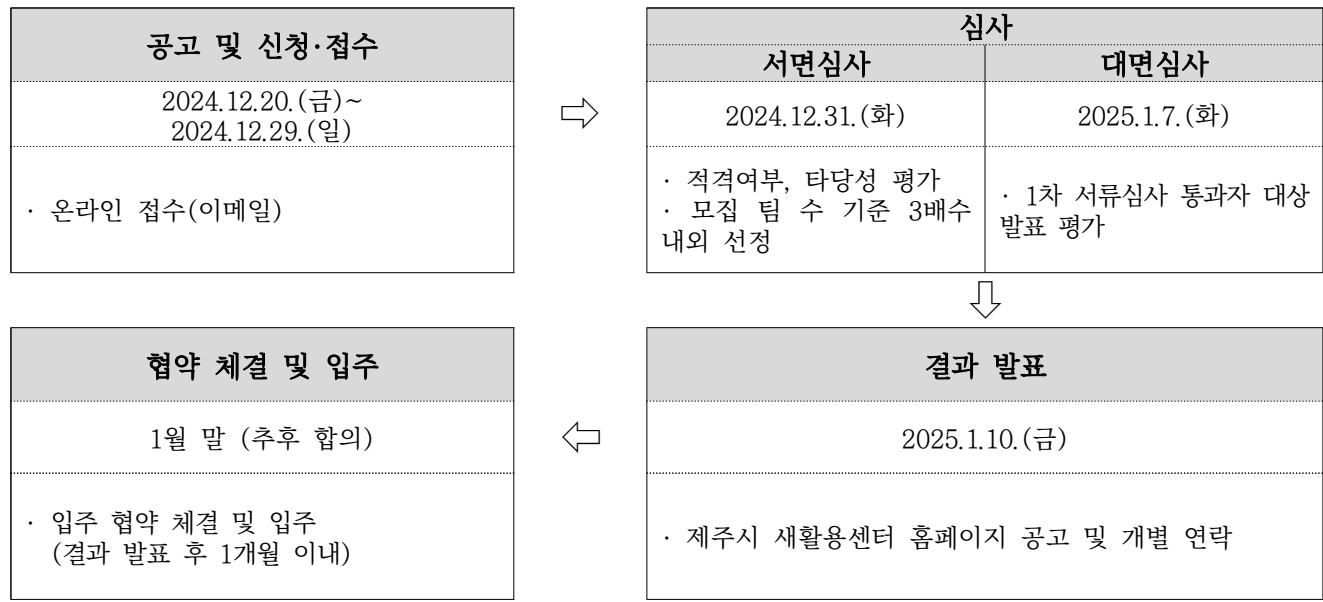 공고 및 신청·접수
2024.12.20.(금)~
2024.12.29.(일)
· 온라인 접수(이메일)
심사
서면심사
대면심사
2024.12.31.(화)
2025.1.7.(화)
· 적격여부, 타당성 평가
· 모집 팀 수 기준 3배수
내외 선정
· 1차 서류심사 통과자 대상
발표 평가
결과 발표
2025.1.10.(금)
· 제주시 새활용센터 홈페이지 공고 및 개별 연락
협약 체결 및 입주
1월 말 (추후 합의)
· 입주 협약 체결 및 입주
(결과 발표 후 1개월 이내)